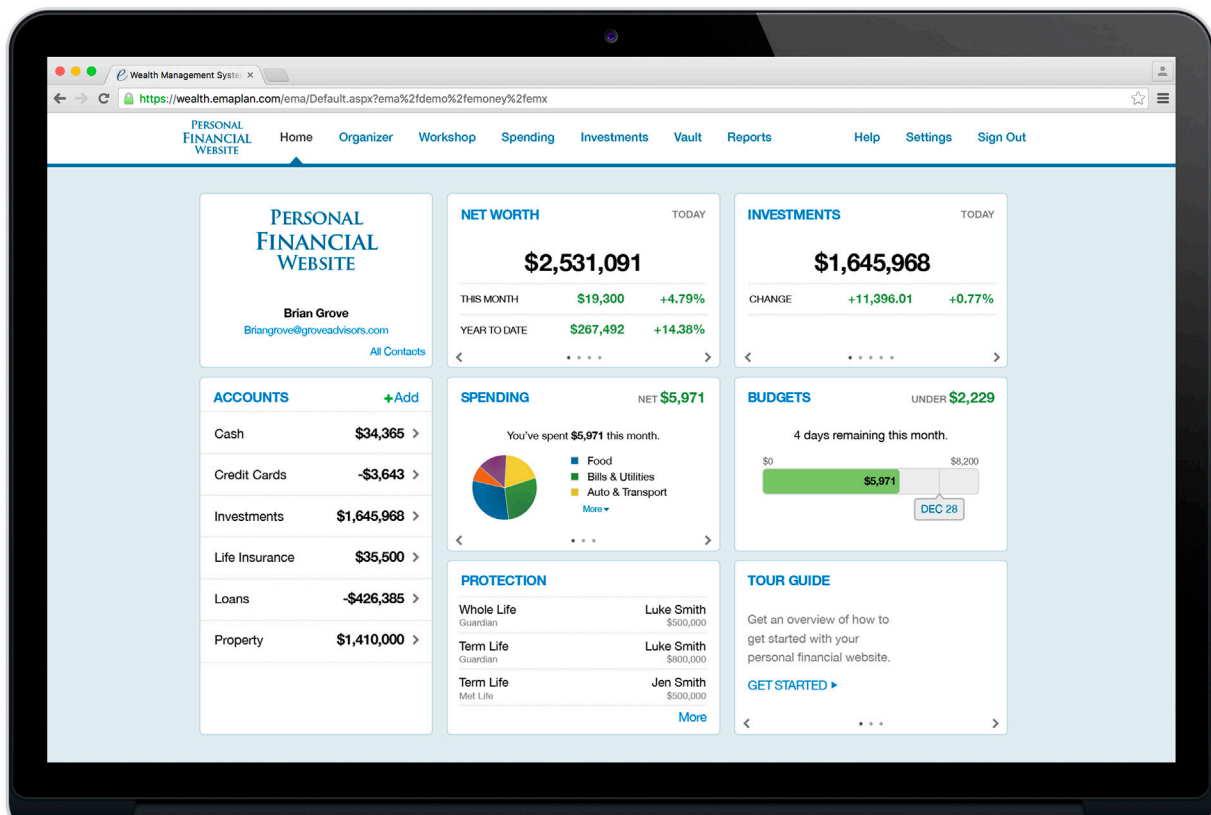 Wealth Management Syste
https://wealth.emaplan.com/ema/Default.aspx?ema%2fdemo%2femoney%2femx
PERSONAL
FINANCIAL
WEBSITE
Home Organizer Workshop Spending Investments Vault Reports Help Settings Sign Out
PERSONAL
FINANCIAL
WEBSITE
Brian Grove
Briangrove@groveadvisors.com
All Contacts
NET WORTH TODAY
$2,531,091
THIS MONTH $19,300 +4.79%
YEAR TO DATE $267,492 +14.38%
INVESTMENTS TODAY
$1,645,968
CHANGE +11,396.01 +0.77%
ACCOUNTS +Add
Cash $34,365
Credit Cards -$3,643
Investments $1,645,968
Life Insurance $35,500
Loans -$426,385
Property $1,410,000
SPENDING NET $5,971
You've spent $5,971 this month.
Food
Bills & Utilities
Auto & Transport
More
BUDGETS UNDER $2,229
4 days remaining this month.
$0 $8,200
$5,971
DEC 28
PROTECTION
Whole Life Luke Smith
Guardian $500,000
Term Life Luke Smith
Guardian $800,000
Term Life Jen Smith
Met Life $500,000
More
TOUR GUIDE
Get an overview of how to
get started with your
personal financial website.
GET STARTED